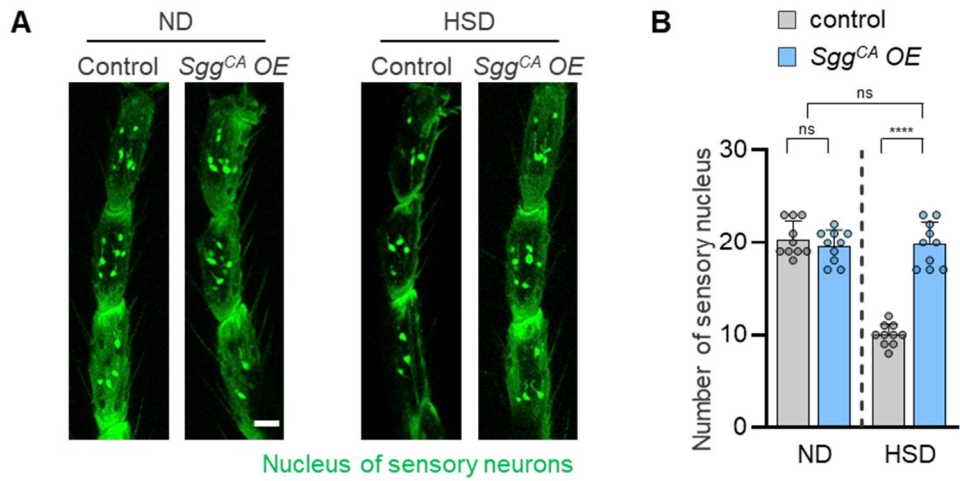 A
ND
HSD
Control
Sgg^CA OE
Control
Sgg^CA OE
Nucleus of sensory neurons
B
control
Sgg^CA OE
ns
ns
****
Number of sensory nucleus
30
20
10
0
ND
HSD